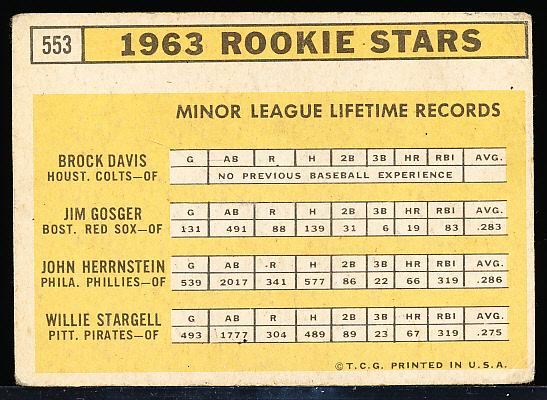 553 1963 ROOKIE STARS
MINOR LEAGUE LIFETIME RECORDS
BROCK DAVIS G AB R H 2B 3B HR RBI AVG.
HOUST. COLTS—OF NO PREVIOUS BASEBALL EXPERIENCE
JIM GOSGER G AB R H 2B 3B HR RBI AVG.
BOST. RED SOX—OF 131 491 88 139 31 6 19 83 .283
JOHN HERRNSTEIN G AB R H 2B 3B HR RBI AVG.
PHILA. PHILLIES—OF 539 2017 341 577 86 22 66 319 .286
WILLIE STARGELL G AB R H 2B 3B HR RBI AVG.
PITT. PIRATES—OF 493 1777 304 489 89 23 67 319 .275
©T.C.G. PRINTED IN U.S.A.